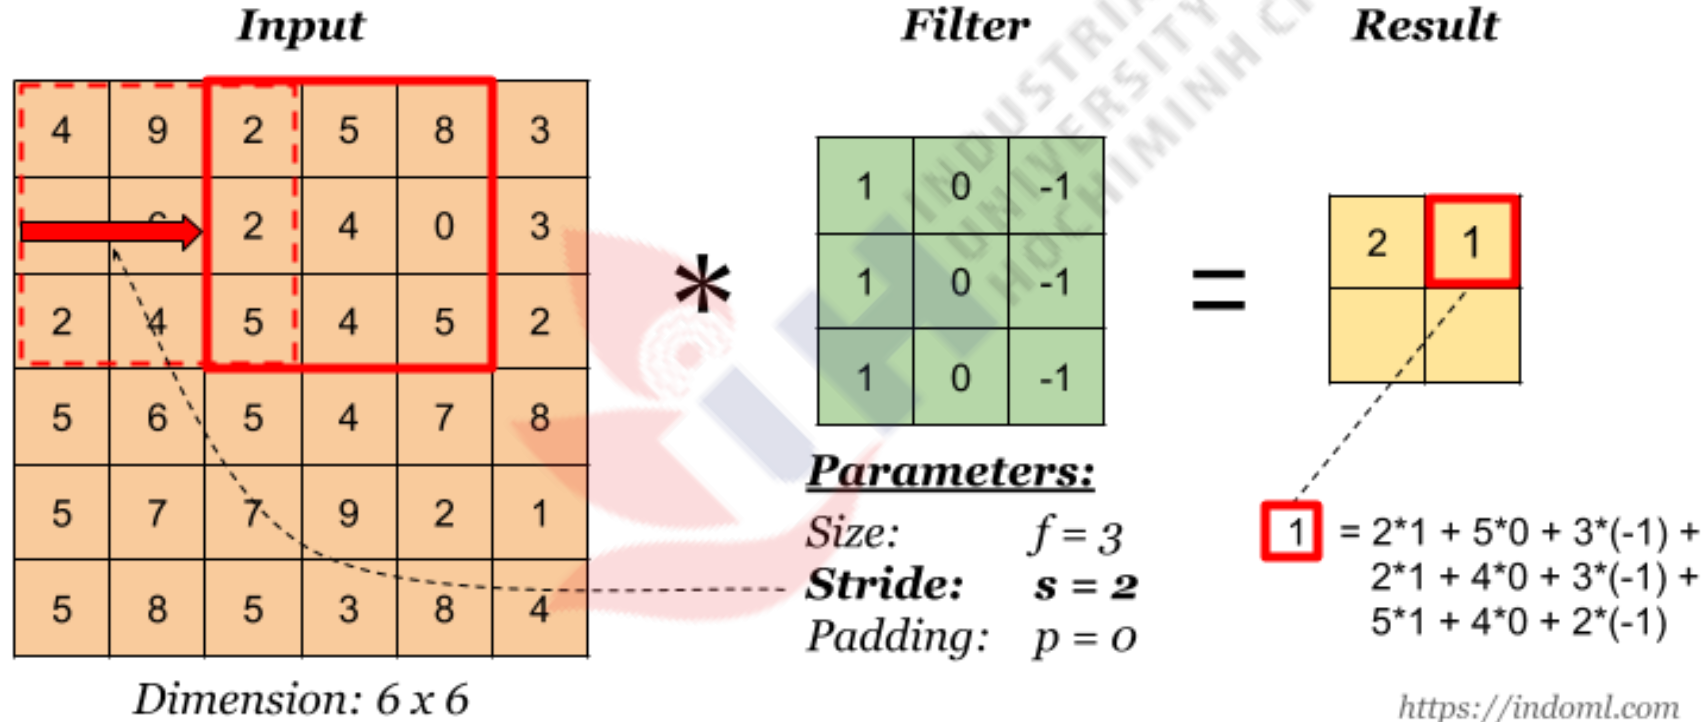 Input
Filter
Result
4 9 2 5 8 3
2 4 0 3
2 4 5 4 5 2
5 6 5 4 7 8
5 7 7 9 2 1
5 8 5 3 8 4
Dimension: 6 x 6
*
1 0 -1
1 0 -1
1 0 -1
Parameters:
Size: f = 3
Stride: s = 2
Padding: p = 0
=
2 1
1 = 2*1 + 5*0 + 3*(-1) +
2*1 + 4*0 + 3*(-1) +
5*1 + 4*0 + 2*(-1)
https://indoml.com
INDUSTRIA
UNIVERSITY
HOCHIMINH CI